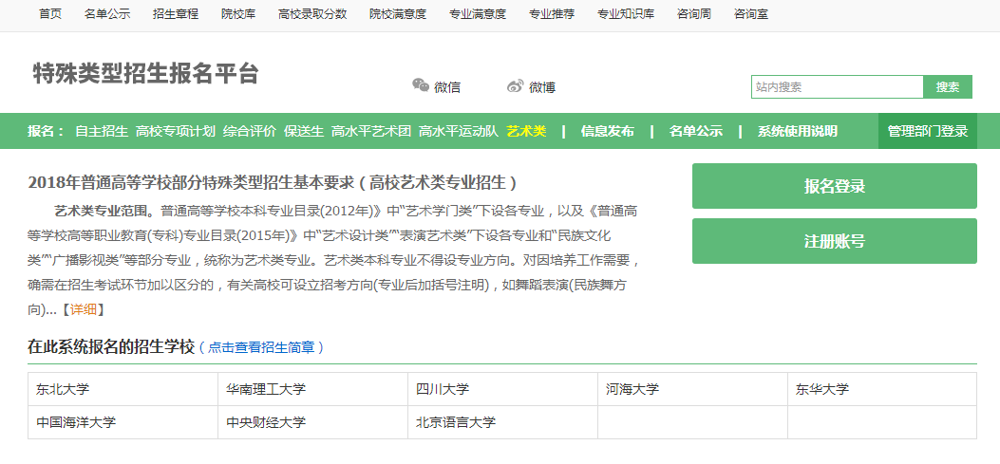 首页 名单公示 招生章程 院校库 高校录取分数 院校满意度 专业满意度 专业推荐 专业知识库 咨询周 咨询室
特殊类型招生报名平台
微信 微博
站内搜索 搜索
报名： 自主招生 高校专项计划 综合评价 保送生 高水平艺术团 高水平运动队 艺术类 | 信息发布 | 名单公示 | 系统使用说明 管理部门登录
2018年普通高等学校部分特殊类型招生基本要求（高校艺术类专业招生）
艺术类专业范围。普通高等学校本科专业目录(2012年)》中“艺术学门类”下设各专业，以及《普通高
等学校高等职业教育(专科)专业目录(2015年)》中“艺术设计类”“表演艺术类”下设各专业和“民族文化
类”“广播影视类”等部分专业，统称为艺术类专业。艺术类本科专业不得设专业方向。对因培养工作需要，
确需在招生考试环节加以区分的，有关高校可设立招考方向(专业后加括号注明)，如舞蹈表演(民族舞方
向)...【详细】
报名登录
注册账号
在此系统报名的招生学校（点击查看招生简章）
东北大学 华南理工大学 四川大学 河海大学 东华大学
中国海洋大学 中央财经大学 北京语言大学